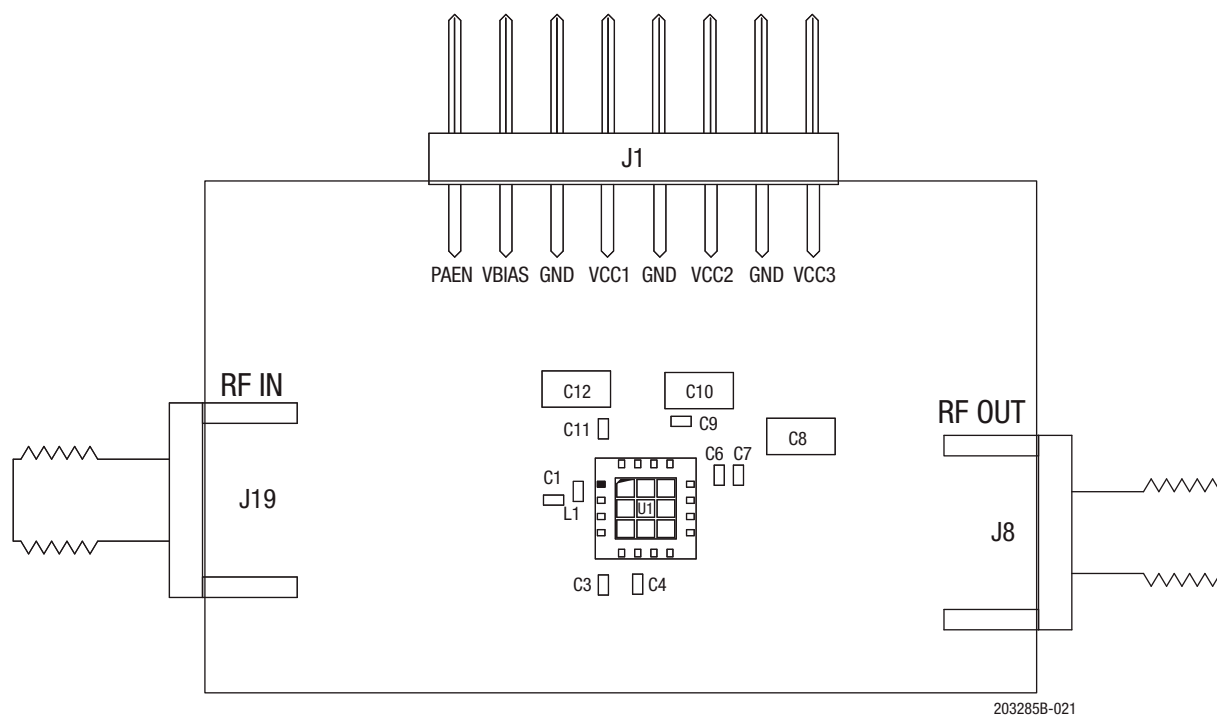 J1
PAEN VBIAS GND VCC1 GND VCC2 GND VCC3
RF IN
RF OUT
C12
C10
C11
C9
C8
C6 C7
C1
L1
U1
J19
J8
C3
C4
203285B-021